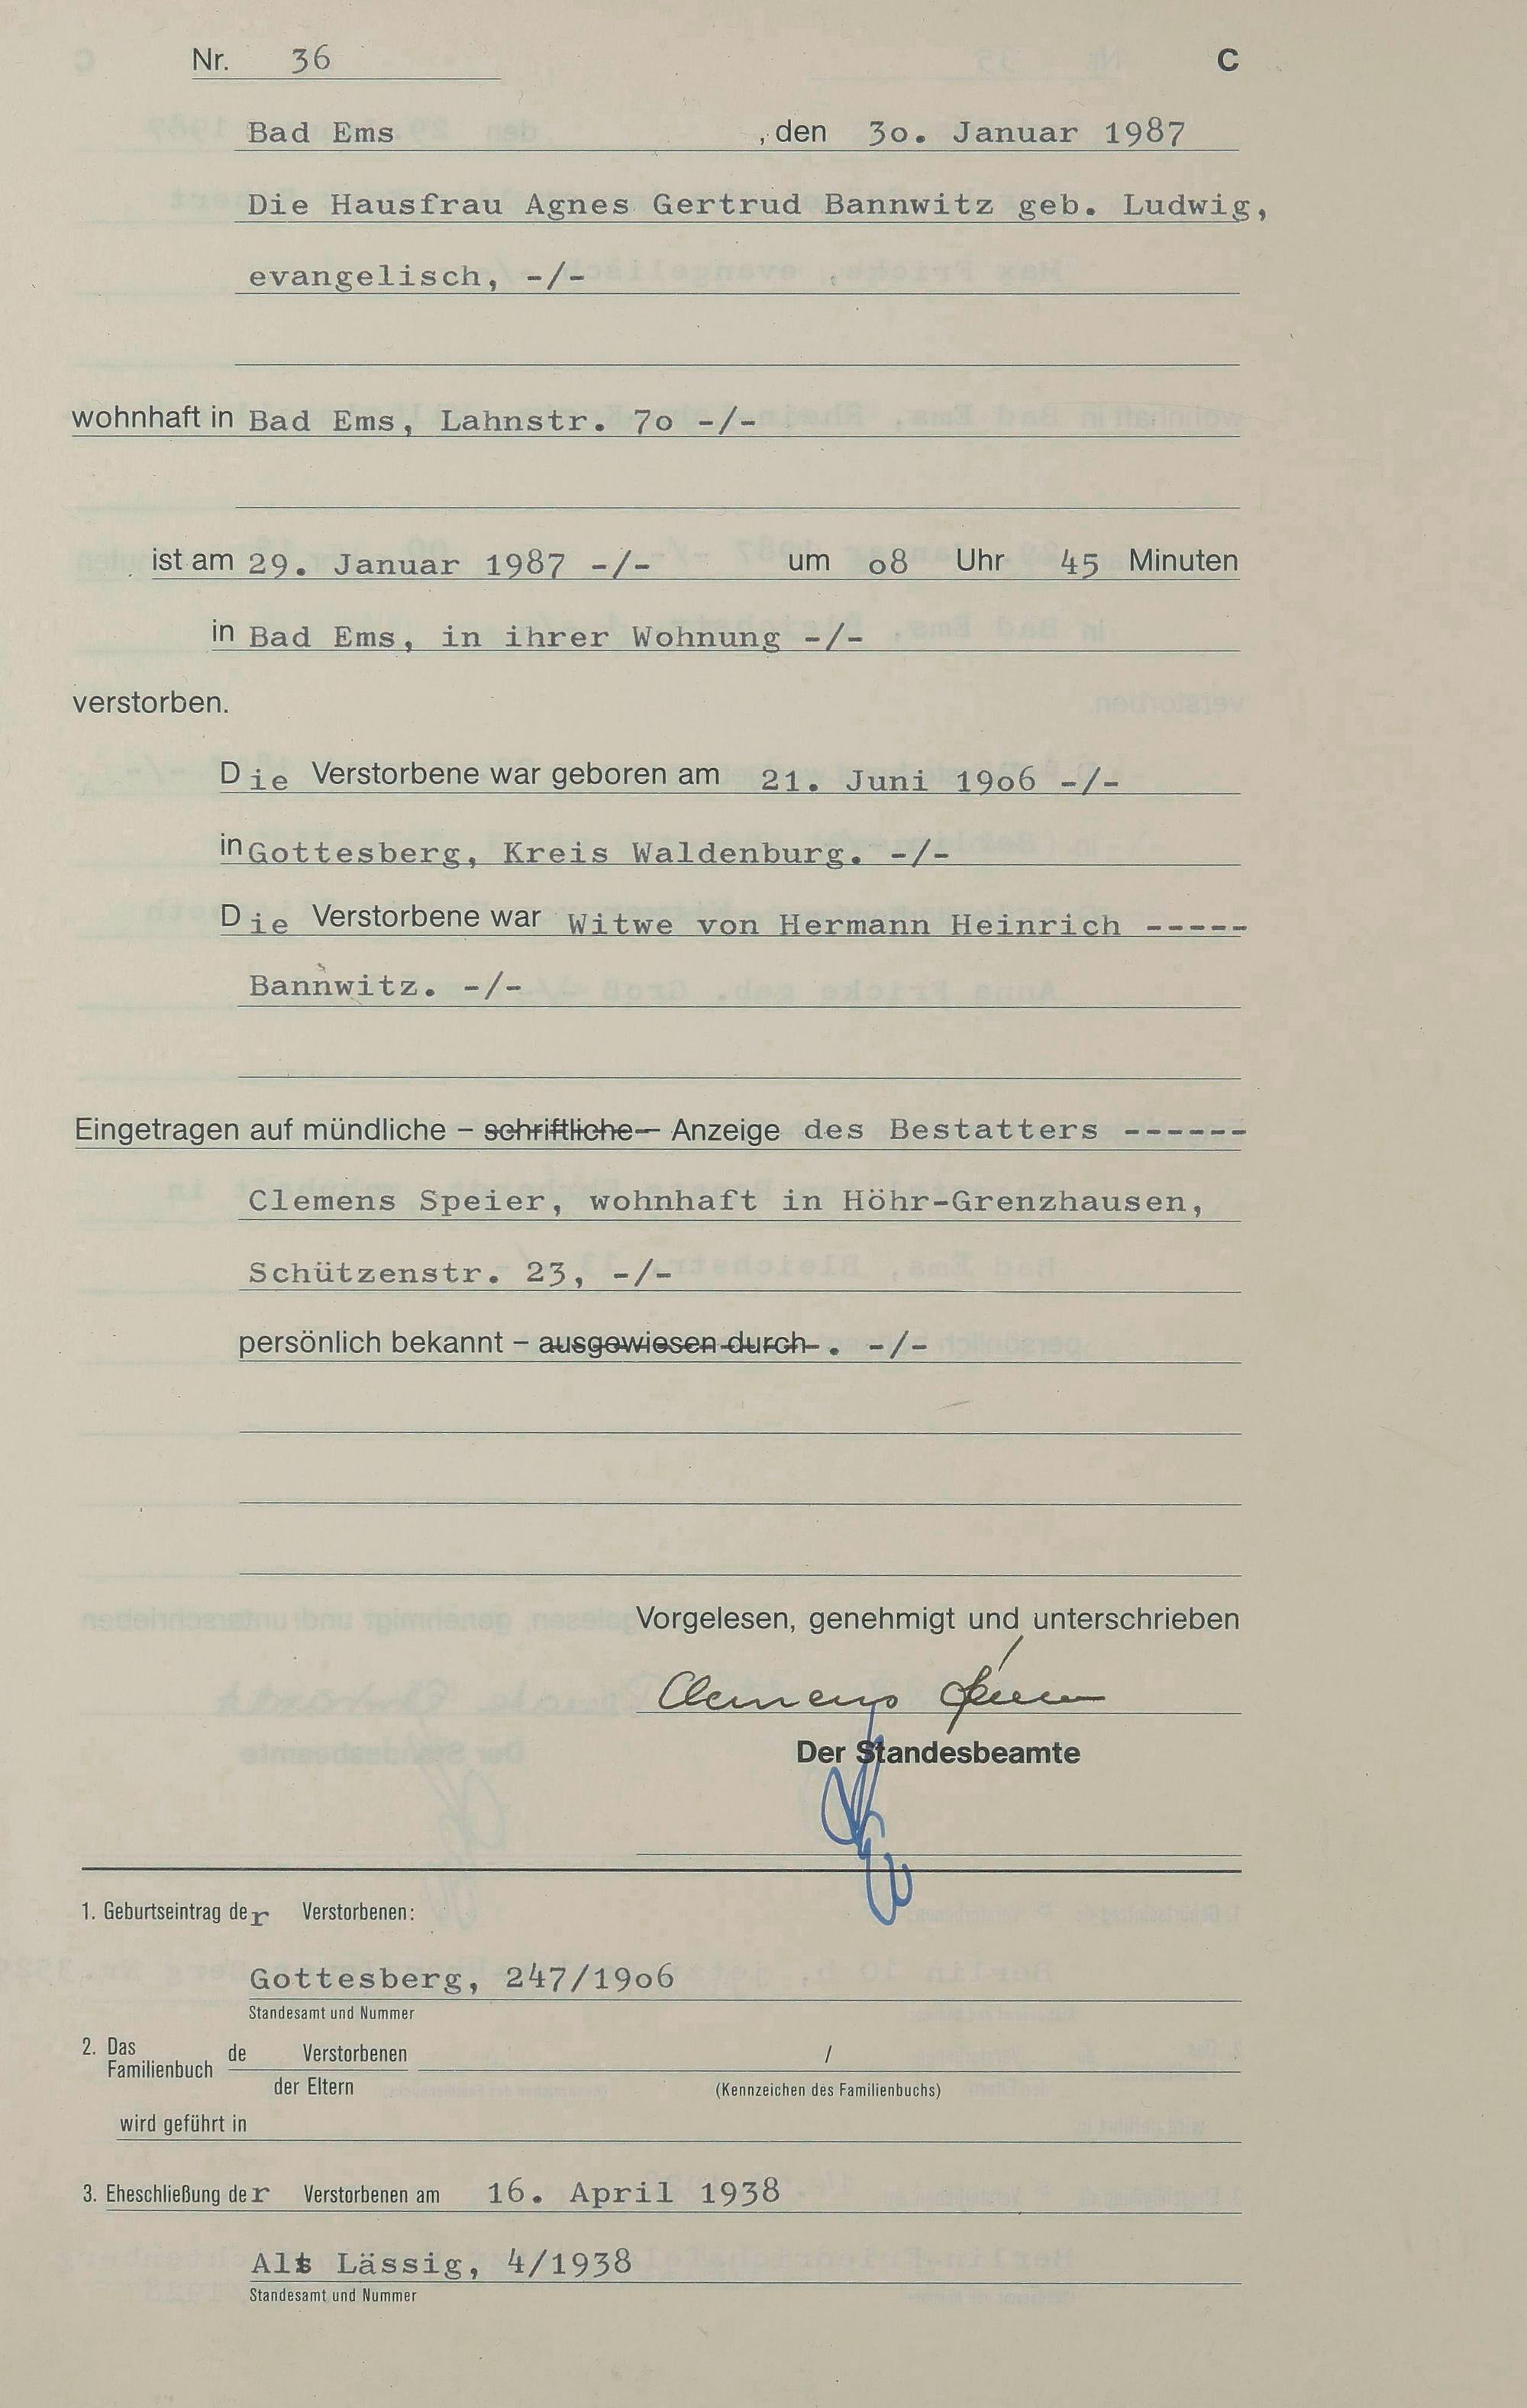 Nr. 36 C
Bad Ems , den 3o. Januar 1987
Die Hausfrau Agnes Gertrud Bannwitz geb. Ludwig,
evangelisch, -/-
wohnhaft in Bad Ems, Lahnstr. 7o -/-
ist am 29. Januar 1987 -/- um o8 Uhr 45 Minuten
in Bad Ems, in ihrer Wohnung -/-
verstorben.
Die Verstorbene war geboren am 21. Juni 19o6 -/-
in Gottesberg, Kreis Waldenburg. -/-
Die Verstorbene war Witwe von Hermann Heinrich -----
Bannwitz. -/-
Eingetragen auf mündliche – schriftliche – Anzeige des Bestatters ------
Clemens Speier, wohnhaft in Höhr-Grenzhausen,
Schützenstr. 23, -/-
persönlich bekannt – ausgewiesen durch . -/-
Vorgelesen, genehmigt und unterschrieben
Clemens Speier
Der Standesbeamte
1. Geburtseintrag der Verstorbenen:
Gottesberg, 247/19o6
Standesamt und Nummer
2. Das Familienbuch de Verstorbenen /
der Eltern (Kennzeichen des Familienbuchs)
wird geführt in
3. Eheschließung der Verstorbenen am 16. April 1938
Alt Lässig, 4/1938
Standesamt und Nummer